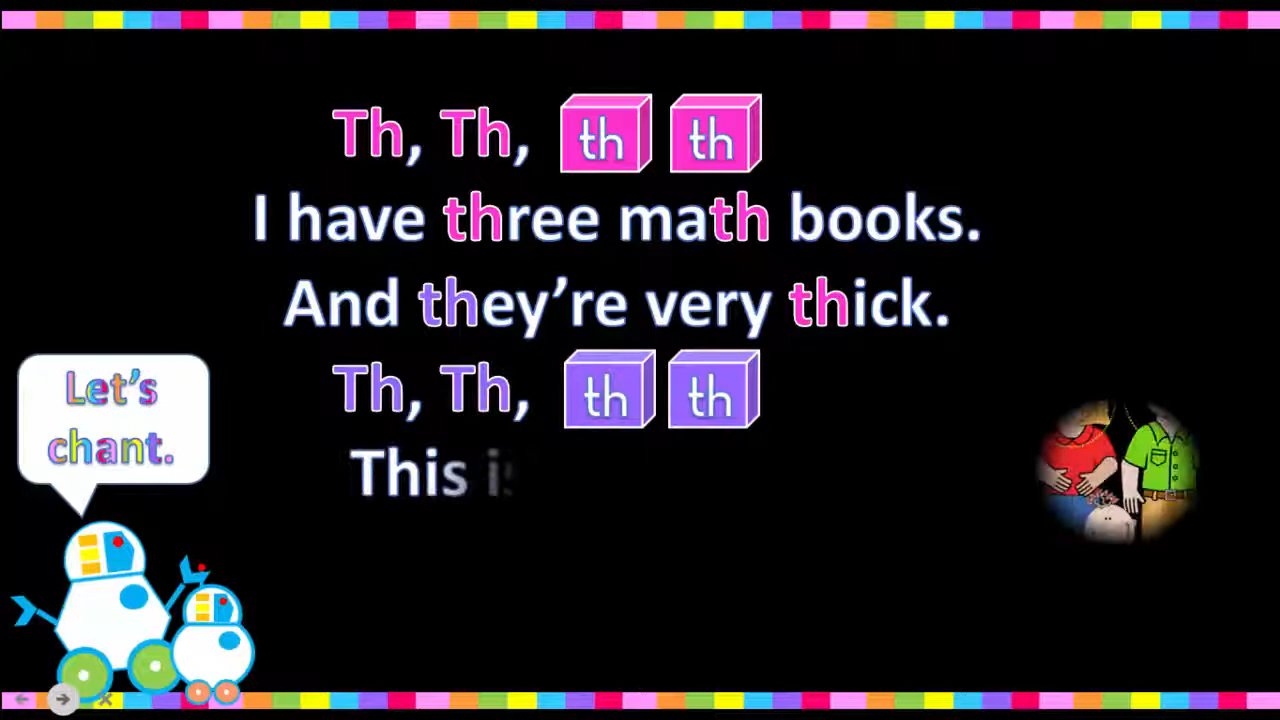 Th, Th, th th
I have three math books.
And they're very thick.
Th, Th, th th
This is
Let's
chant.